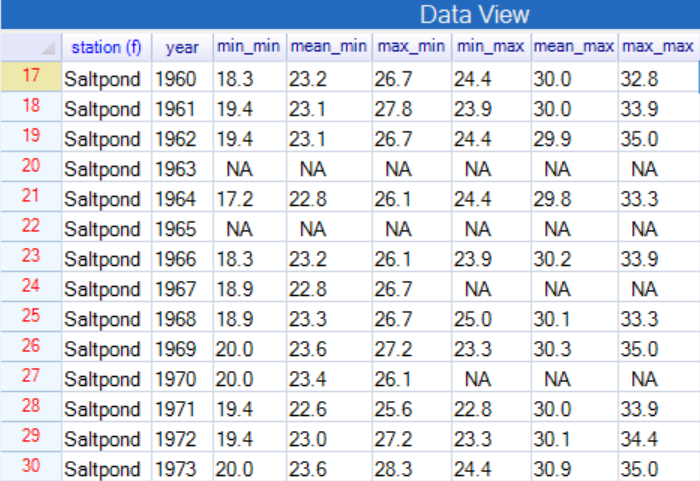 Data View
station (f) year min_min mean_min max_min min_max mean_max max_max
17 Saltpond 1960 18.3 23.2 26.7 24.4 30.0 32.8
18 Saltpond 1961 19.4 23.1 27.8 23.9 30.0 33.9
19 Saltpond 1962 19.4 23.1 26.7 24.4 29.9 35.0
20 Saltpond 1963 NA NA NA NA NA NA
21 Saltpond 1964 17.2 22.8 26.1 24.4 29.8 33.3
22 Saltpond 1965 NA NA NA NA NA NA
23 Saltpond 1966 18.3 23.2 26.1 23.9 30.2 33.9
24 Saltpond 1967 18.9 22.8 26.7 NA NA NA
25 Saltpond 1968 18.9 23.3 26.7 25.0 30.1 33.3
26 Saltpond 1969 20.0 23.6 27.2 23.3 30.3 35.0
27 Saltpond 1970 20.0 23.4 26.1 NA NA NA
28 Saltpond 1971 19.4 22.6 25.6 22.8 30.0 33.9
29 Saltpond 1972 19.4 23.0 27.2 23.3 30.1 34.4
30 Saltpond 1973 20.0 23.6 28.3 24.4 30.9 35.0